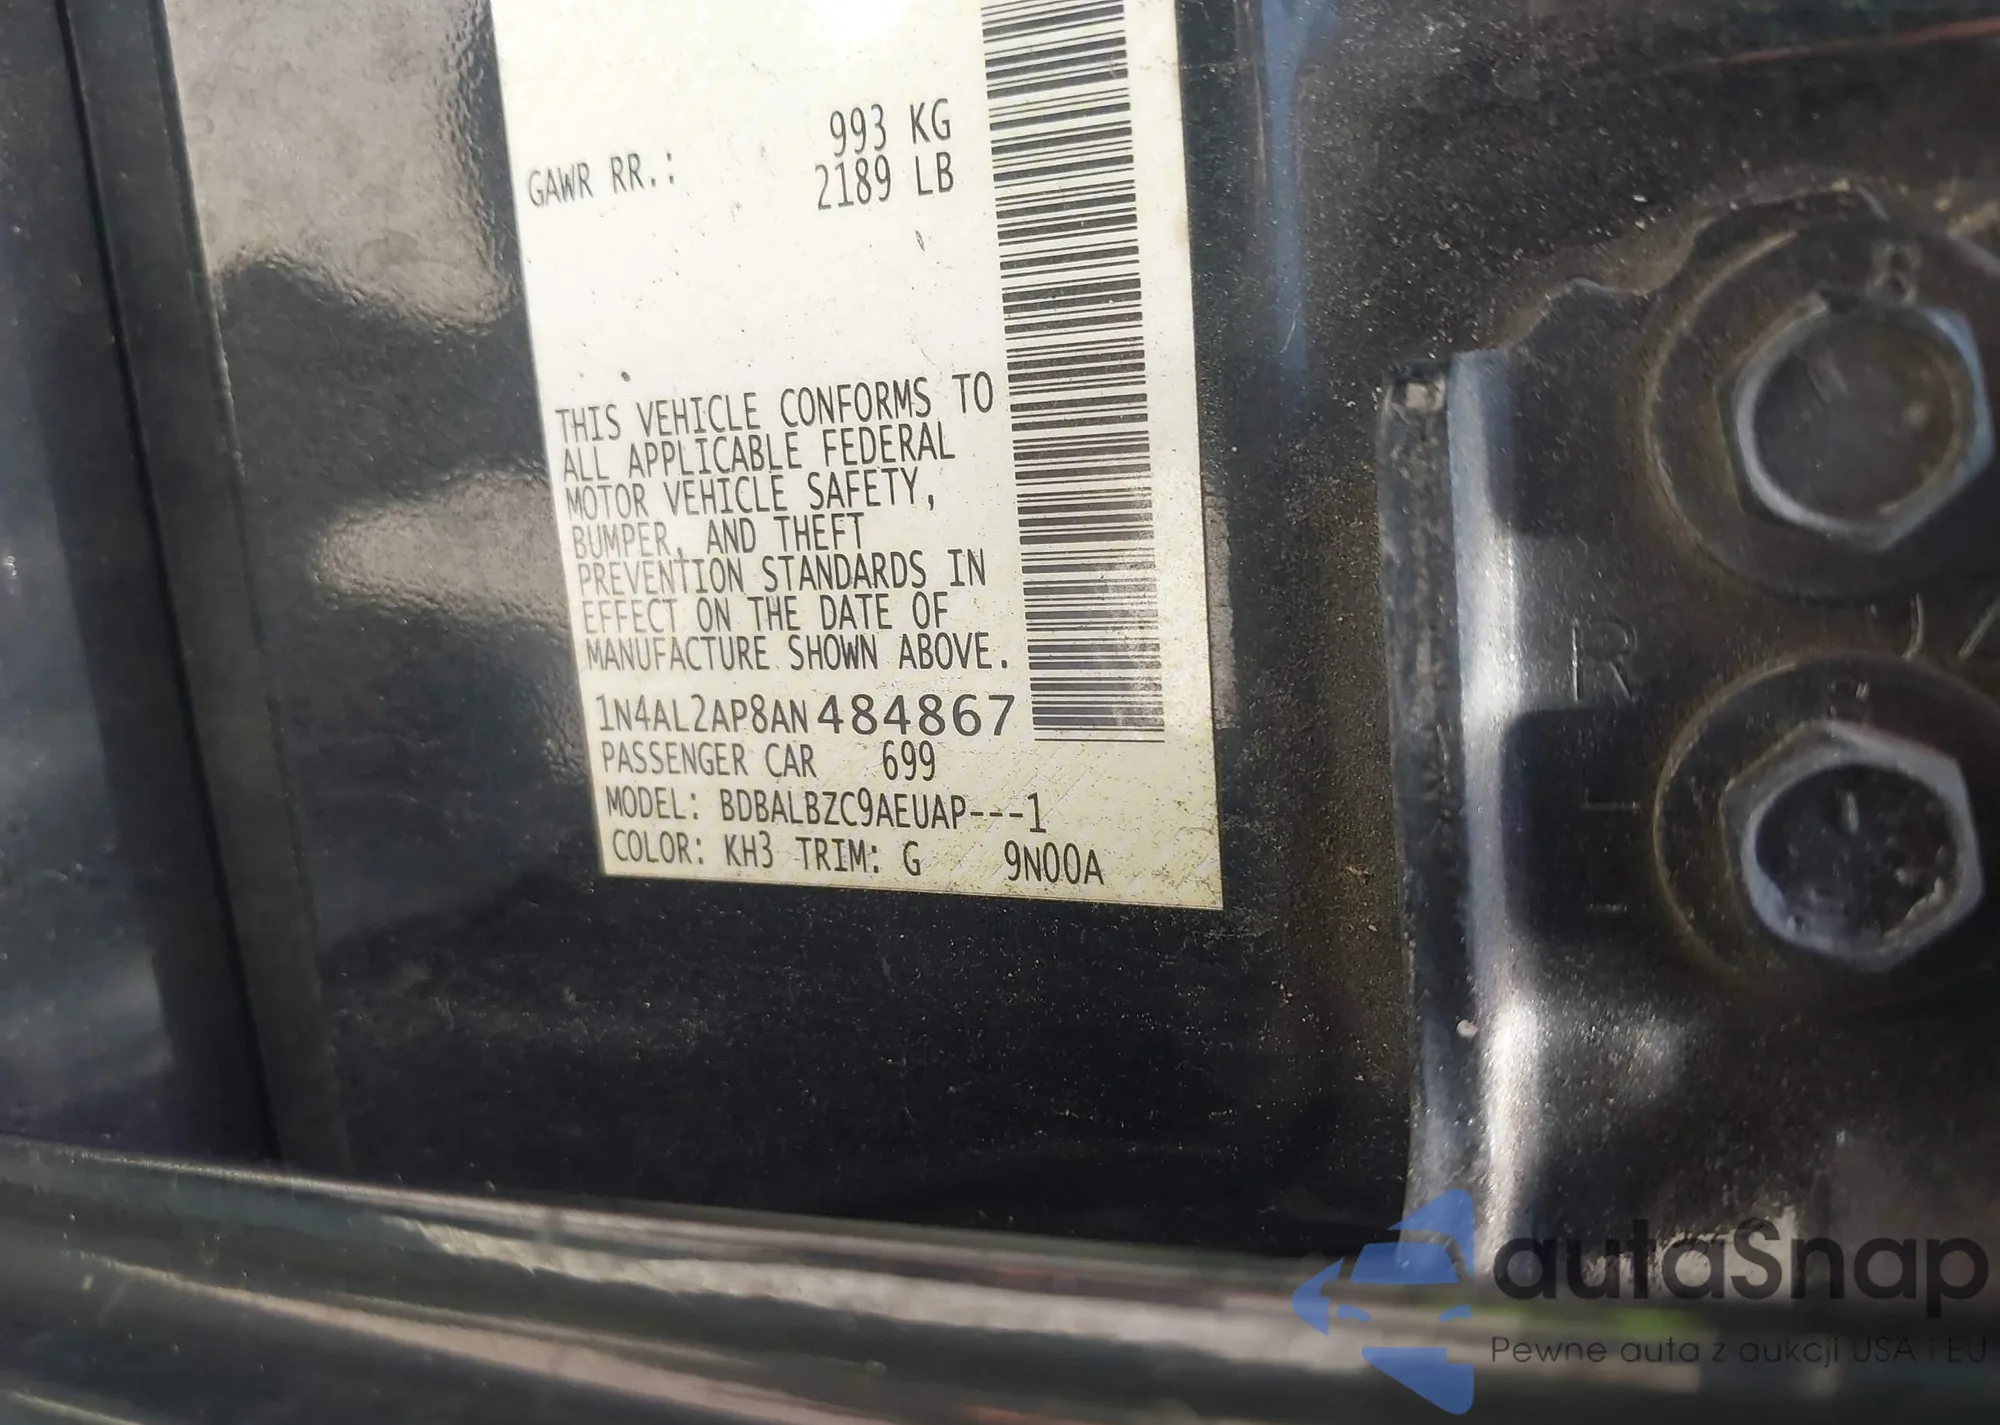 993 KG
GAWR RR.: 2189 LB
THIS VEHICLE CONFORMS TO
ALL APPLICABLE FEDERAL
MOTOR VEHICLE SAFETY,
BUMPER, AND THEFT
PREVENTION STANDARDS IN
EFFECT ON THE DATE OF
MANUFACTURE SHOWN ABOVE.
1N4AL2AP8AN484867
PASSENGER CAR 699
MODEL: BDBALBZC9AEUAP---1
COLOR: KH3 TRIM: G 9N00A
8
R
autaSnap
Pewne auta z aukcji USA i EU